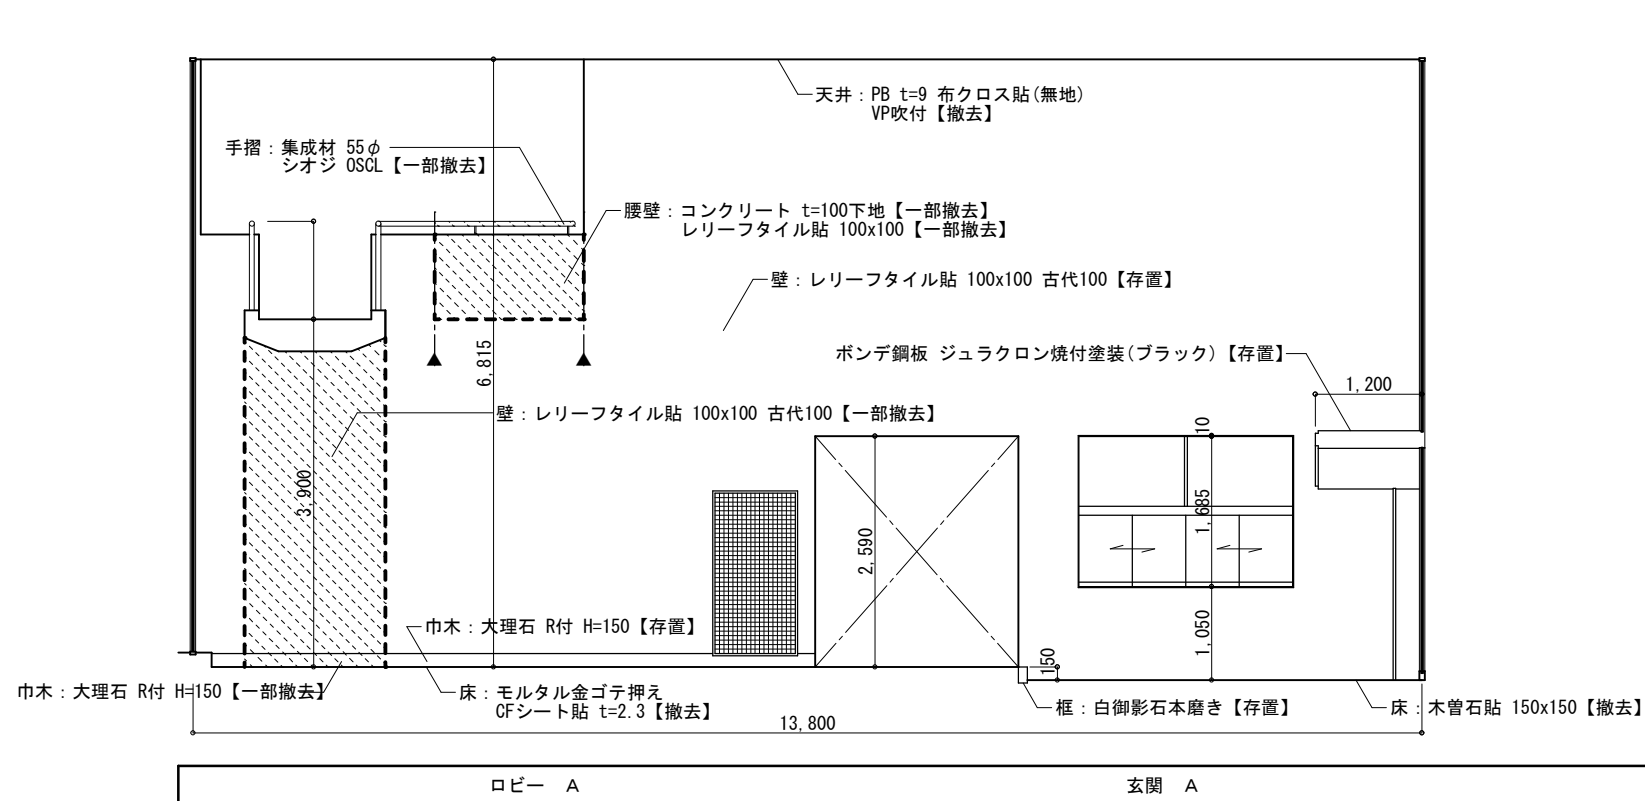 天井：PB t=9 布クロス貼(無地)
VP吹付【撤去】
手摺：集成材 55φ
シオジ OSCL【一部撤去】
腰壁：コンクリート t=100下地【一部撤去】
レリーフタイル貼 100x100【一部撤去】
壁：レリーフタイル貼 100x100 古代100【存置】
ボンデ鋼板 ジュラクロン焼付塗装(ブラック)【存置】
6,815
1,200
壁：レリーフタイル貼 100x100 古代100【一部撤去】
10
3,900
1,685
2,590
巾木：大理石 R付 H=150【存置】
1,050
150
巾木：大理石 R付 H=150【一部撤去】
床：モルタル金ゴテ押え
CFシート貼 t=2.3【撤去】
框：白御影石本磨き【存置】
床：木曽石貼 150x150【撤去】
13,800
ロビー A
玄関 A